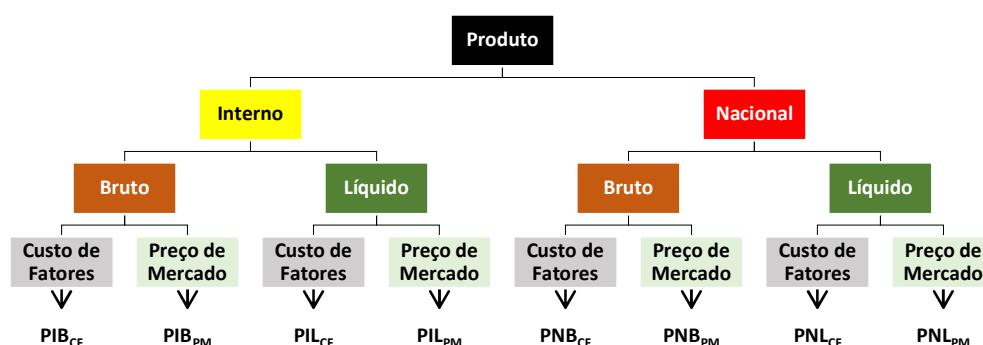 Produto
Interno Nacional
Bruto Líquido Bruto Líquido
Custo de Preço de Custo de Preço de Custo de Preço de Custo de Preço de
Fatores Mercado Fatores Mercado Fatores Mercado Fatores Mercado
PIBCF PIBPM PILCF PILPM PNBCF PNBPM PNLCF PNLPM